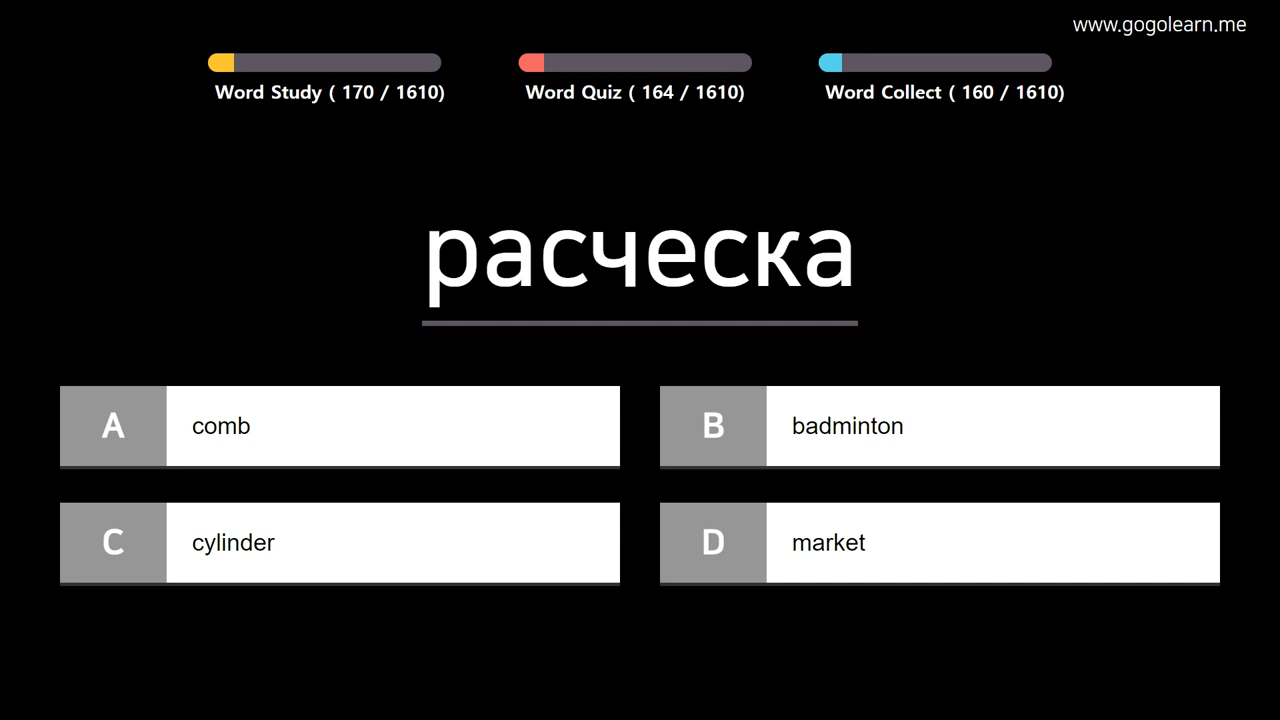 www.gogolearn.me
Word Study ( 170 / 1610)
Word Quiz ( 164 / 1610)
Word Collect ( 160 / 1610)
расческа
A comb
B badminton
C cylinder
D market